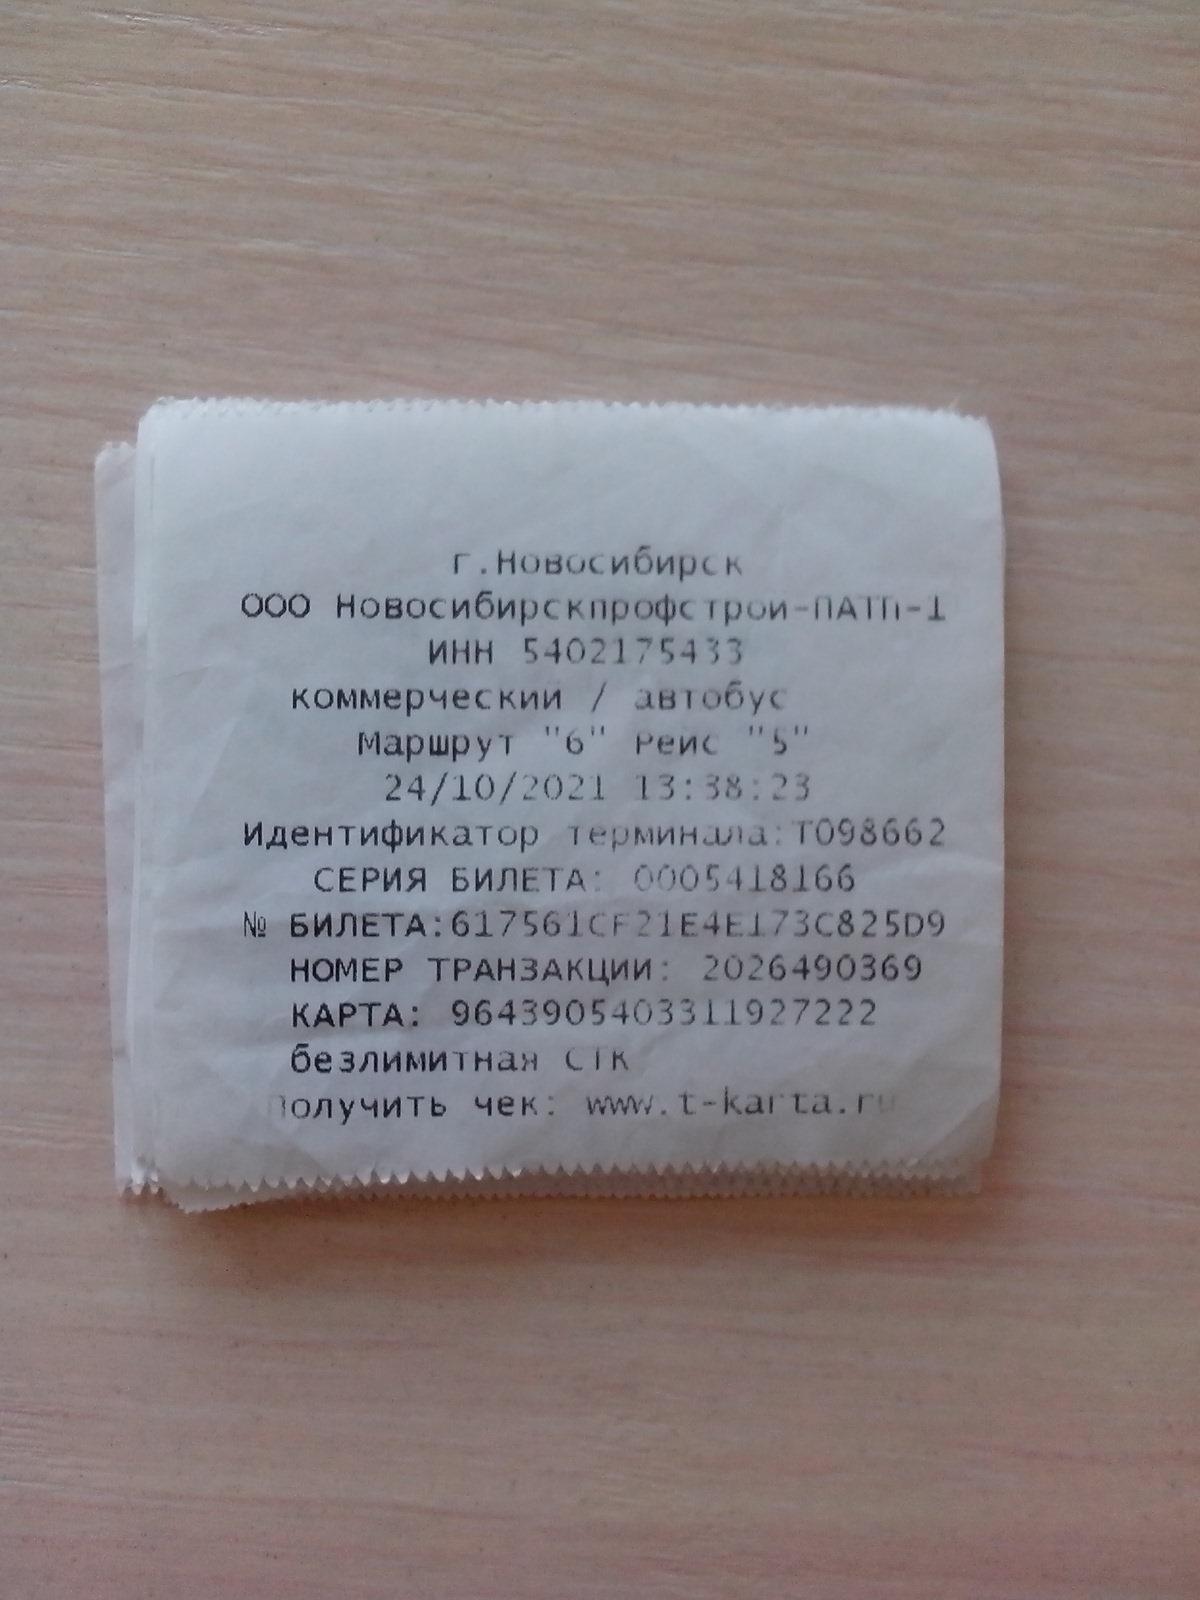 г.Новосибирск
ООО Новосибирскпрофстрой-ПАТП-1
ИНН 5402175433
коммерческий / автобус
Маршрут "6" Рейс "5"
24/10/2021 13:38:23
Идентификатор терминала:T098662
СЕРИЯ БИЛЕТА: 0005418166
№ БИЛЕТА:617561CF21E4E173C825D9
НОМЕР ТРАНЗАКЦИИ: 2026490369
КАРТА: 9643905403311927222
безлимитная СТК
Получить чек: www.t-karta.ru